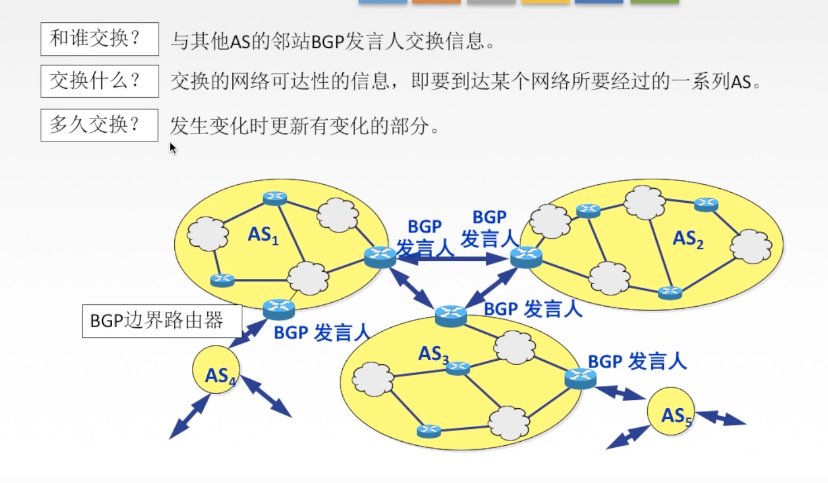 和谁交换？ 与其他AS的邻站BGP发言人交换信息。
交换什么？ 交换的网络可达性的信息，即要到达某个网络所要经过的一系列AS。
多久交换？ 发生变化时更新有变化的部分。
BGP
发言人
BGP
发言人
AS1
AS2
BGP 发言人
BGP边界路由器
BGP 发言人
AS3
BGP 发言人
AS4
AS5